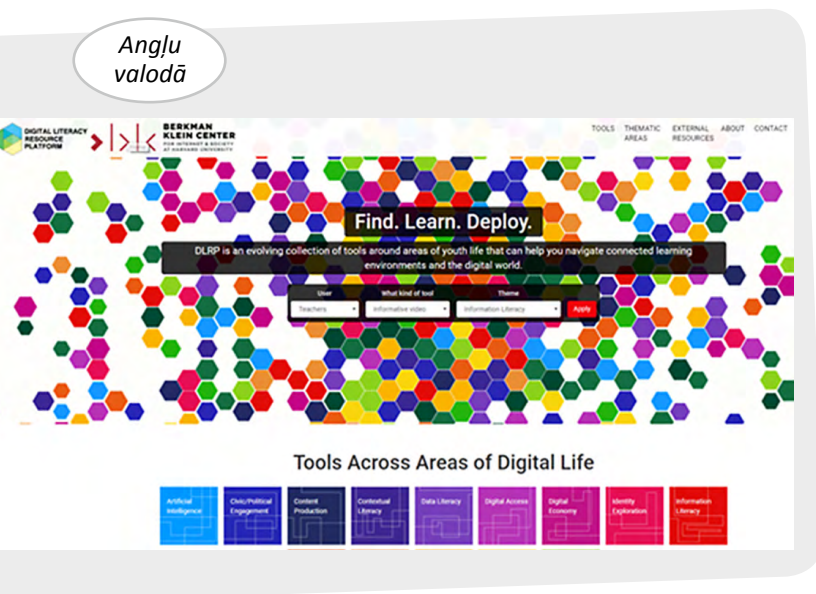 Angļu
valodā
DIGITAL LITERACY
RESOURCE
PLATFORM
BERKMAN
KLEIN CENTER
FOR INTERNET & SOCIETY
AT HARVARD UNIVERSITY
TOOLS THEMATIC AREAS EXTERNAL RESOURCES ABOUT CONTACT
Find. Learn. Deploy.
DLRP is an evolving collection of tools around areas of youth life that can help you navigate connected learning
environments and the digital world.
User What kind of tool Theme
Teachers Informative video Information Literacy Apply
Tools Across Areas of Digital Life
Artificial Intelligence
Civic/Political Engagement
Content Production
Contextual Literacy
Data Literacy
Digital Access
Digital Economy
Identity Exploration
Information Literacy